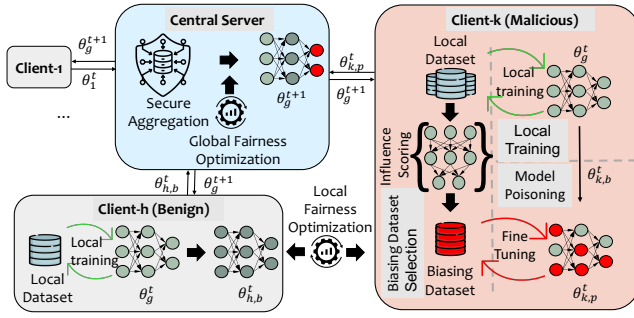 Central Server
Client-k (Malicious)
θ_g^{t+1}
Client-1
θ_1^t
...
Secure
Aggregation
θ_g^{t+1}
Global Fairness
Optimization
θ_{k,p}^t
θ_g^{t+1}
Local
Dataset
Local
training
θ_g^t
Local
Training
Influence
Scoring
Model
Poisoning
θ_{k,b}^t
θ_{h,b}^t
θ_g^{t+1}
Client-h (Benign)
Local
training
Local
Dataset
θ_g^t
θ_{h,b}^t
Local
Fairness
Optimization
Biasing Dataset
Selection
Biasing
Dataset
Fine
Tuning
θ_{k,p}^t